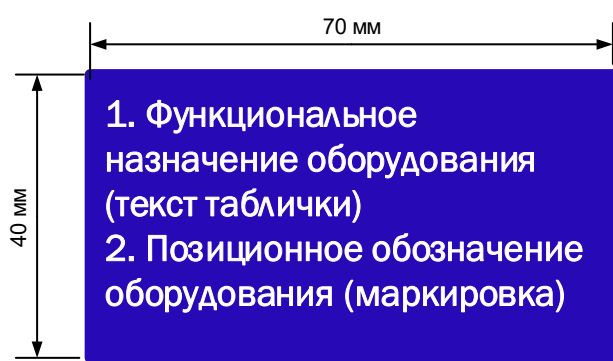 70 мм
40 мм
1. Функциональное
назначение оборудования
(текст таблички)
2. Позиционное обозначение
оборудования (маркировка)